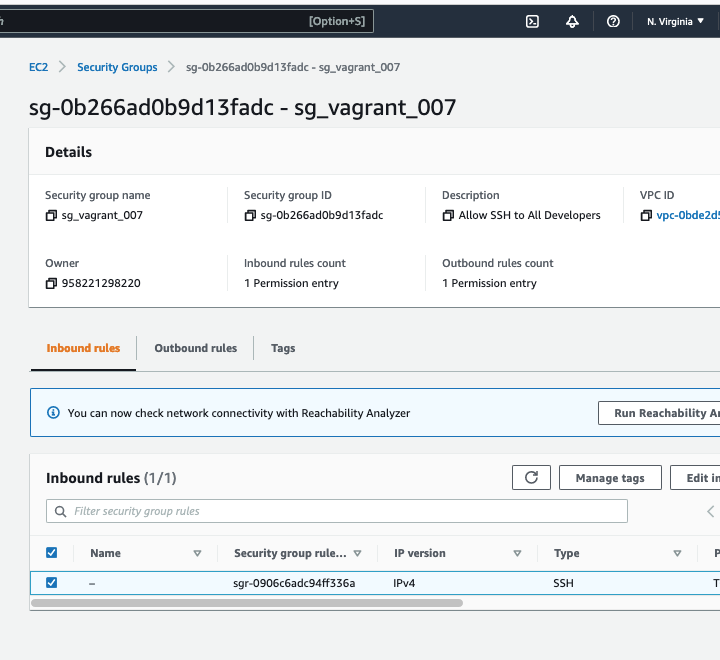 [Option+S]
N. Virginia
EC2 Security Groups sg-0b266ad0b9d13fadc - sg_vagrant_007
sg-0b266ad0b9d13fadc - sg_vagrant_007
Details
Security group name Security group ID Description VPC ID
sg_vagrant_007 sg-0b266ad0b9d13fadc Allow SSH to All Developers vpc-0bde2d5
Owner Inbound rules count Outbound rules count
958221298220 1 Permission entry 1 Permission entry
Inbound rules Outbound rules Tags
You can now check network connectivity with Reachability Analyzer Run Reachability A
Inbound rules (1/1) Manage tags Edit in
Filter security group rules
Name Security group rule... IP version Type P
– sgr-0906c6adc94ff336a IPv4 SSH T